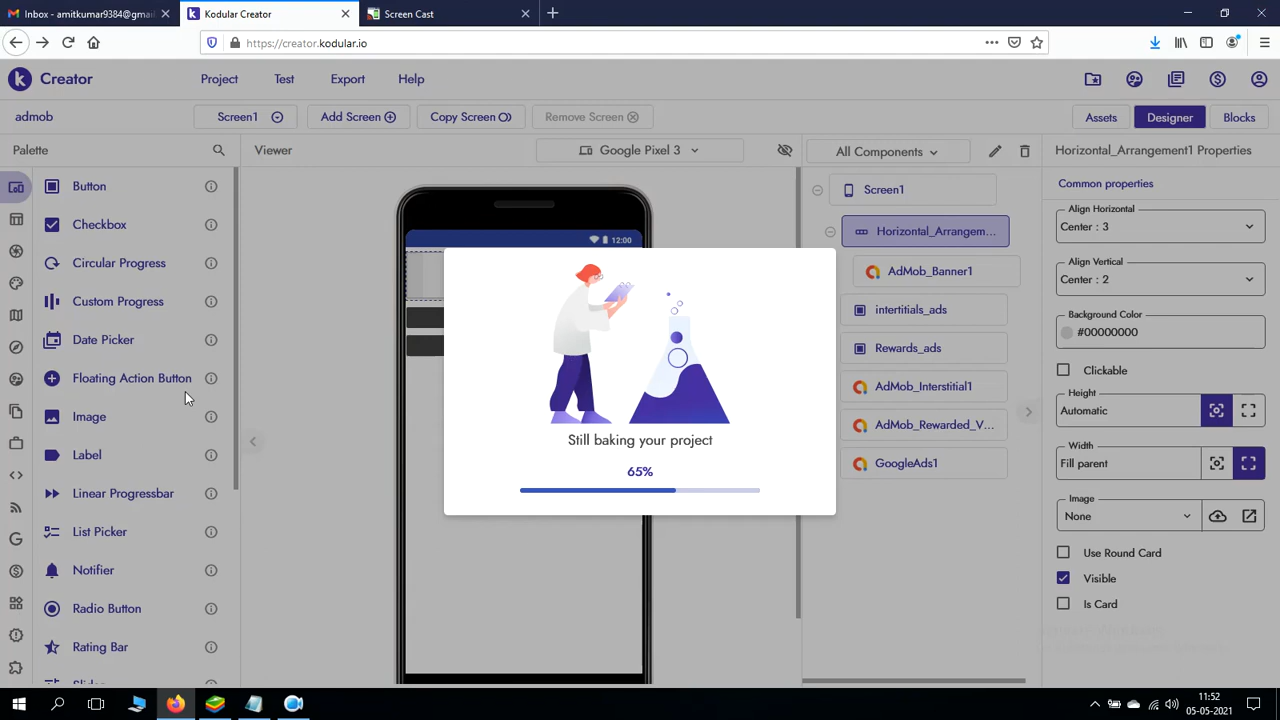 Inbox - amitkumar9384@gmai
Kodular Creator
Screen Cast
https://creator.kodular.io
Creator
Project
Test
Export
Help
admob
Screen1
Add Screen
Copy Screen
Remove Screen
Assets
Designer
Blocks
Palette
Viewer
Google Pixel 3
All Components
Horizontal_Arrangement1 Properties
Button
Checkbox
Circular Progress
Custom Progress
Date Picker
Floating Action Button
Image
Label
Linear Progressbar
List Picker
Notifier
Radio Button
Rating Bar
Slider
12:00
Still baking your project
65%
Screen1
Horizontal_Arrangem...
AdMob_Banner1
intertitials_ads
Rewards_ads
AdMob_Interstitial1
AdMob_Rewarded_V...
GoogleAds1
Common properties
Align Horizontal
Center : 3
Align Vertical
Center : 2
Background Color
#00000000
Clickable
Height
Automatic
Width
Fill parent
Image
None
Use Round Card
Visible
Is Card
11:52
05-05-2021